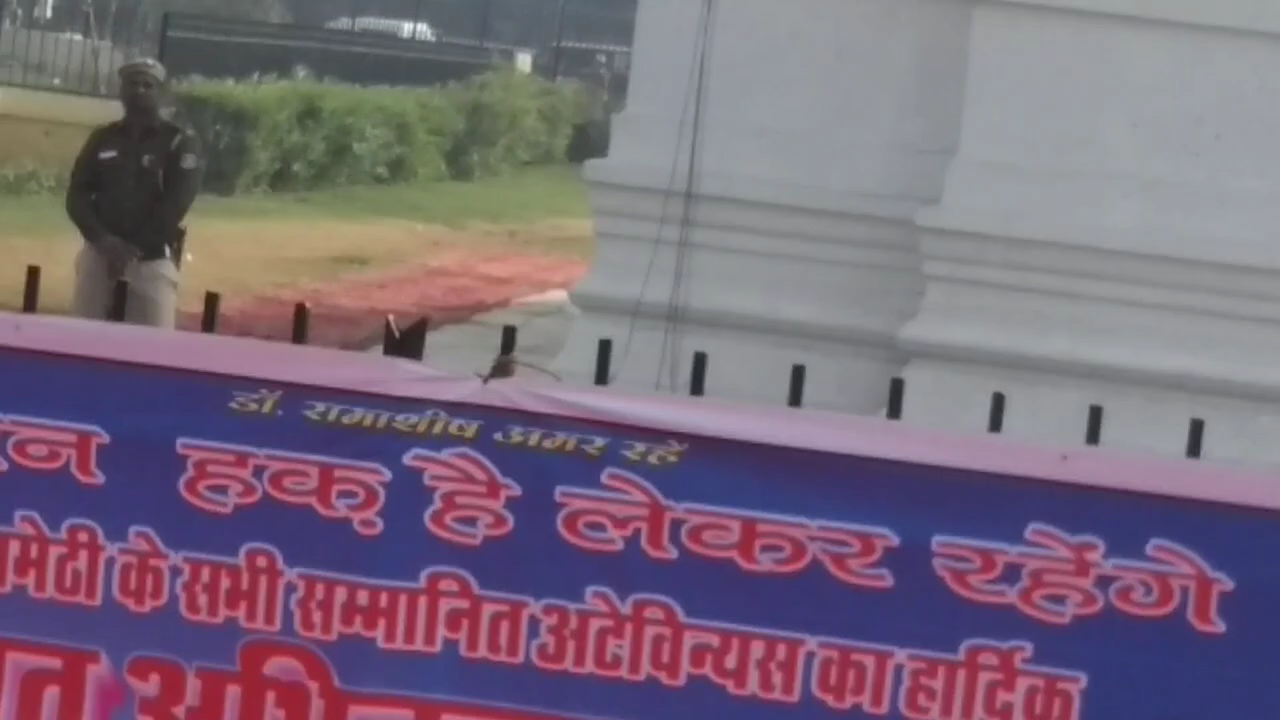 डॉ. रामाशीष अमर रहें
हक़ है लेकर रहेंगे
के सभी सम्मानित अटेविन्यस का हार्दिक